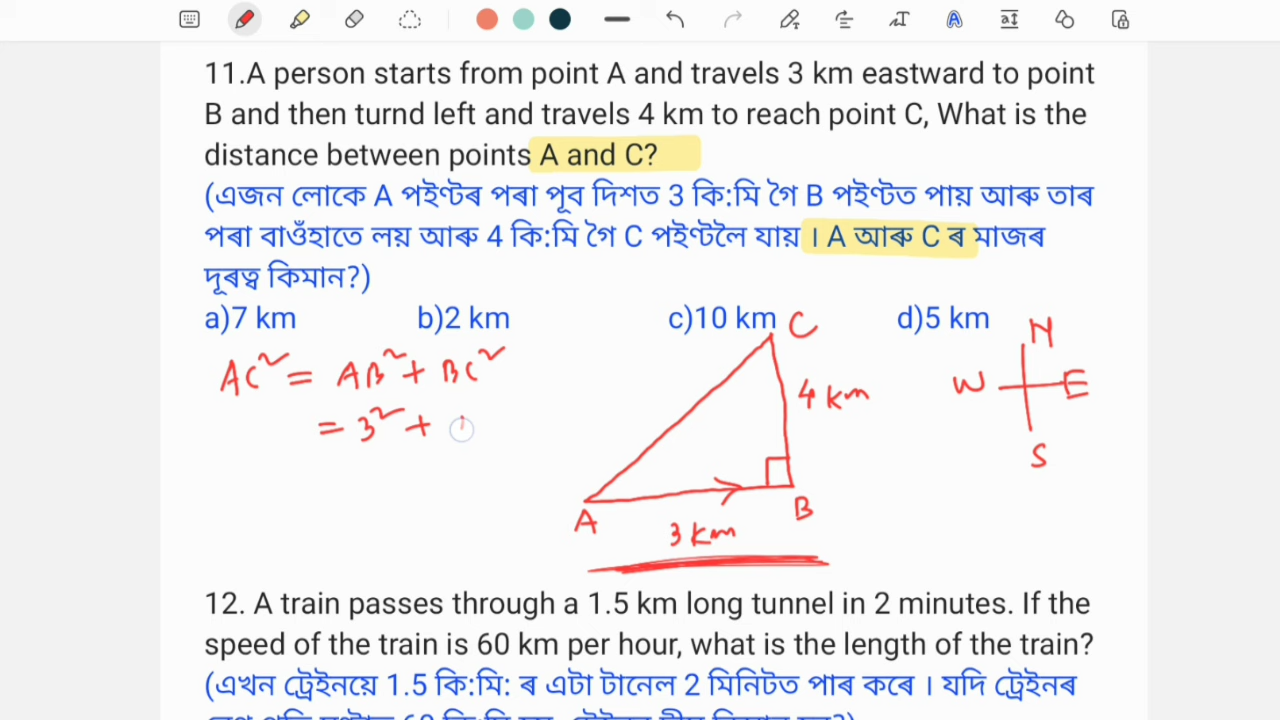 11.A person starts from point A and travels 3 km eastward to point
B and then turnd left and travels 4 km to reach point C, What is the
distance between points A and C?
(এজন লোকে A পইণ্টৰ পৰা পূব দিশত 3 কি:মি গৈ B পইণ্টত পায় আৰু তাৰ
পৰা বাওঁহাতে লয় আৰু 4 কি:মি গৈ C পইণ্টলৈ যায় । A আৰু C ৰ মাজৰ
দূৰত্ব কিমান?)
a)7 km b)2 km c)10 km d)5 km
C
N
AC² = AB² + BC²
4 km
W E
= 3² +
S
A
B
3 km
12. A train passes through a 1.5 km long tunnel in 2 minutes. If the
speed of the train is 60 km per hour, what is the length of the train?
(এখন ট্ৰেইনয়ে 1.5 কি:মি: ৰ এটা টানেল 2 মিনিটত পাৰ কৰে । যদি ট্ৰেইনৰ